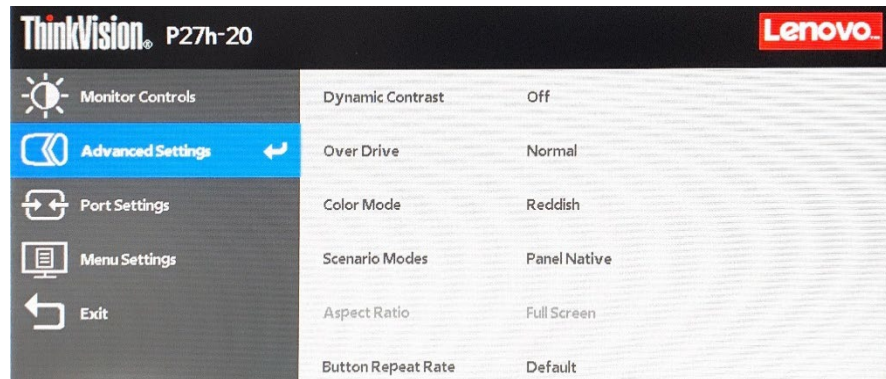 ThinkVision® P27h-20
Lenovo™
Monitor Controls
Advanced Settings
Port Settings
Menu Settings
Exit
Dynamic Contrast Off
Over Drive Normal
Color Mode Reddish
Scenario Modes Panel Native
Aspect Ratio Full Screen
Button Repeat Rate Default